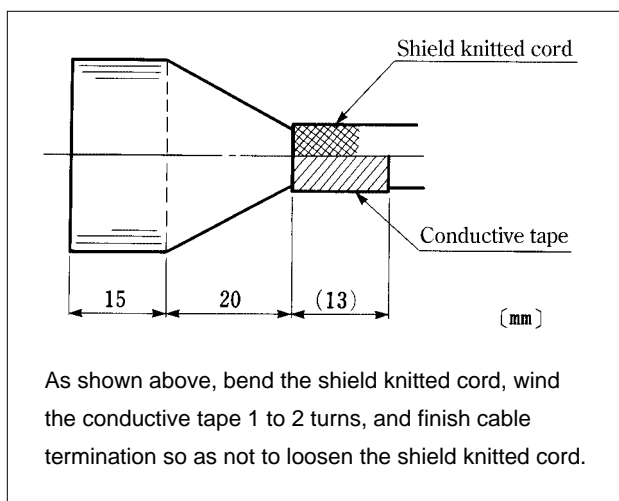 Shield knitted cord
Conductive tape
15 20 (13)
[mm]
As shown above, bend the shield knitted cord, wind
the conductive tape 1 to 2 turns, and finish cable
termination so as not to loosen the shield knitted cord.